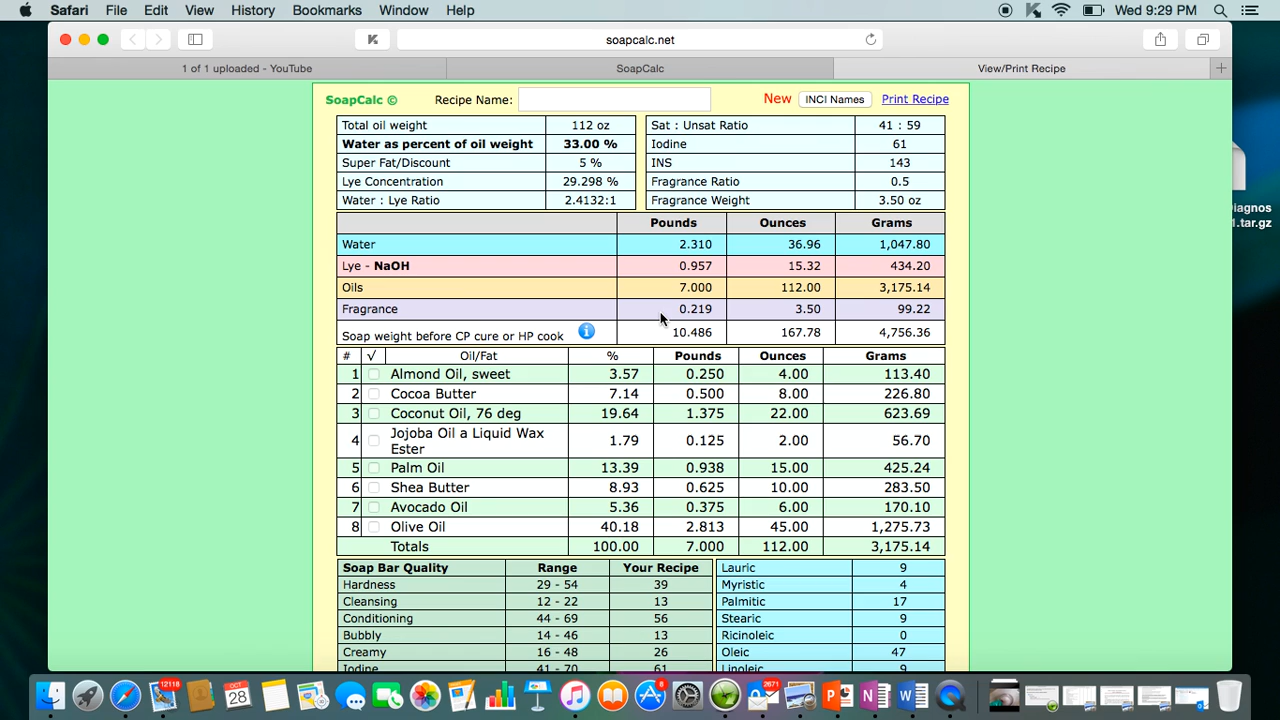 Safari File Edit View History Bookmarks Window Help Wed 9:29 PM
soapcalc.net
1 of 1 uploaded - YouTube SoapCalc View/Print Recipe
SoapCalc © Recipe Name: New INCI Names Print Recipe
Total oil weight 112 oz Sat : Unsat Ratio 41 : 59
Water as percent of oil weight 33.00 % Iodine 61
Super Fat/Discount 5 % INS 143
Lye Concentration 29.298 % Fragrance Ratio 0.5
Water : Lye Ratio 2.4132:1 Fragrance Weight 3.50 oz
Pounds Ounces Grams
Water 2.310 36.96 1,047.80
Lye - NaOH 0.957 15.32 434.20
Oils 7.000 112.00 3,175.14
Fragrance 0.219 3.50 99.22
Soap weight before CP cure or HP cook 10.486 167.78 4,756.36
# √ Oil/Fat % Pounds Ounces Grams
1 Almond Oil, sweet 3.57 0.250 4.00 113.40
2 Cocoa Butter 7.14 0.500 8.00 226.80
3 Coconut Oil, 76 deg 19.64 1.375 22.00 623.69
4 Jojoba Oil a Liquid Wax
Ester 1.79 0.125 2.00 56.70
5 Palm Oil 13.39 0.938 15.00 425.24
6 Shea Butter 8.93 0.625 10.00 283.50
7 Avocado Oil 5.36 0.375 6.00 170.10
8 Olive Oil 40.18 2.813 45.00 1,275.73
Totals 100.00 7.000 112.00 3,175.14
Soap Bar Quality Range Your Recipe Lauric 9
Hardness 29 - 54 39 Myristic 4
Cleansing 12 - 22 13 Palmitic 17
Conditioning 44 - 69 56 Stearic 9
Bubbly 14 - 46 13 Ricinoleic 0
Creamy 16 - 48 26 Oleic 47
Iodine 41 - 70 61 Linoleic 9
Diagnos
1.tar.gz
12118
OCT
28
8
2671